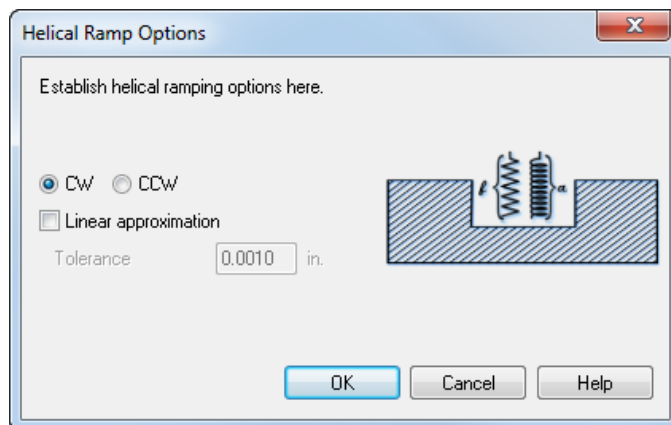 Helical Ramp Options
Establish helical ramping options here.
CW CCW
Linear approximation
Tolerance 0.0010 in.
ℓ a
OK Cancel Help